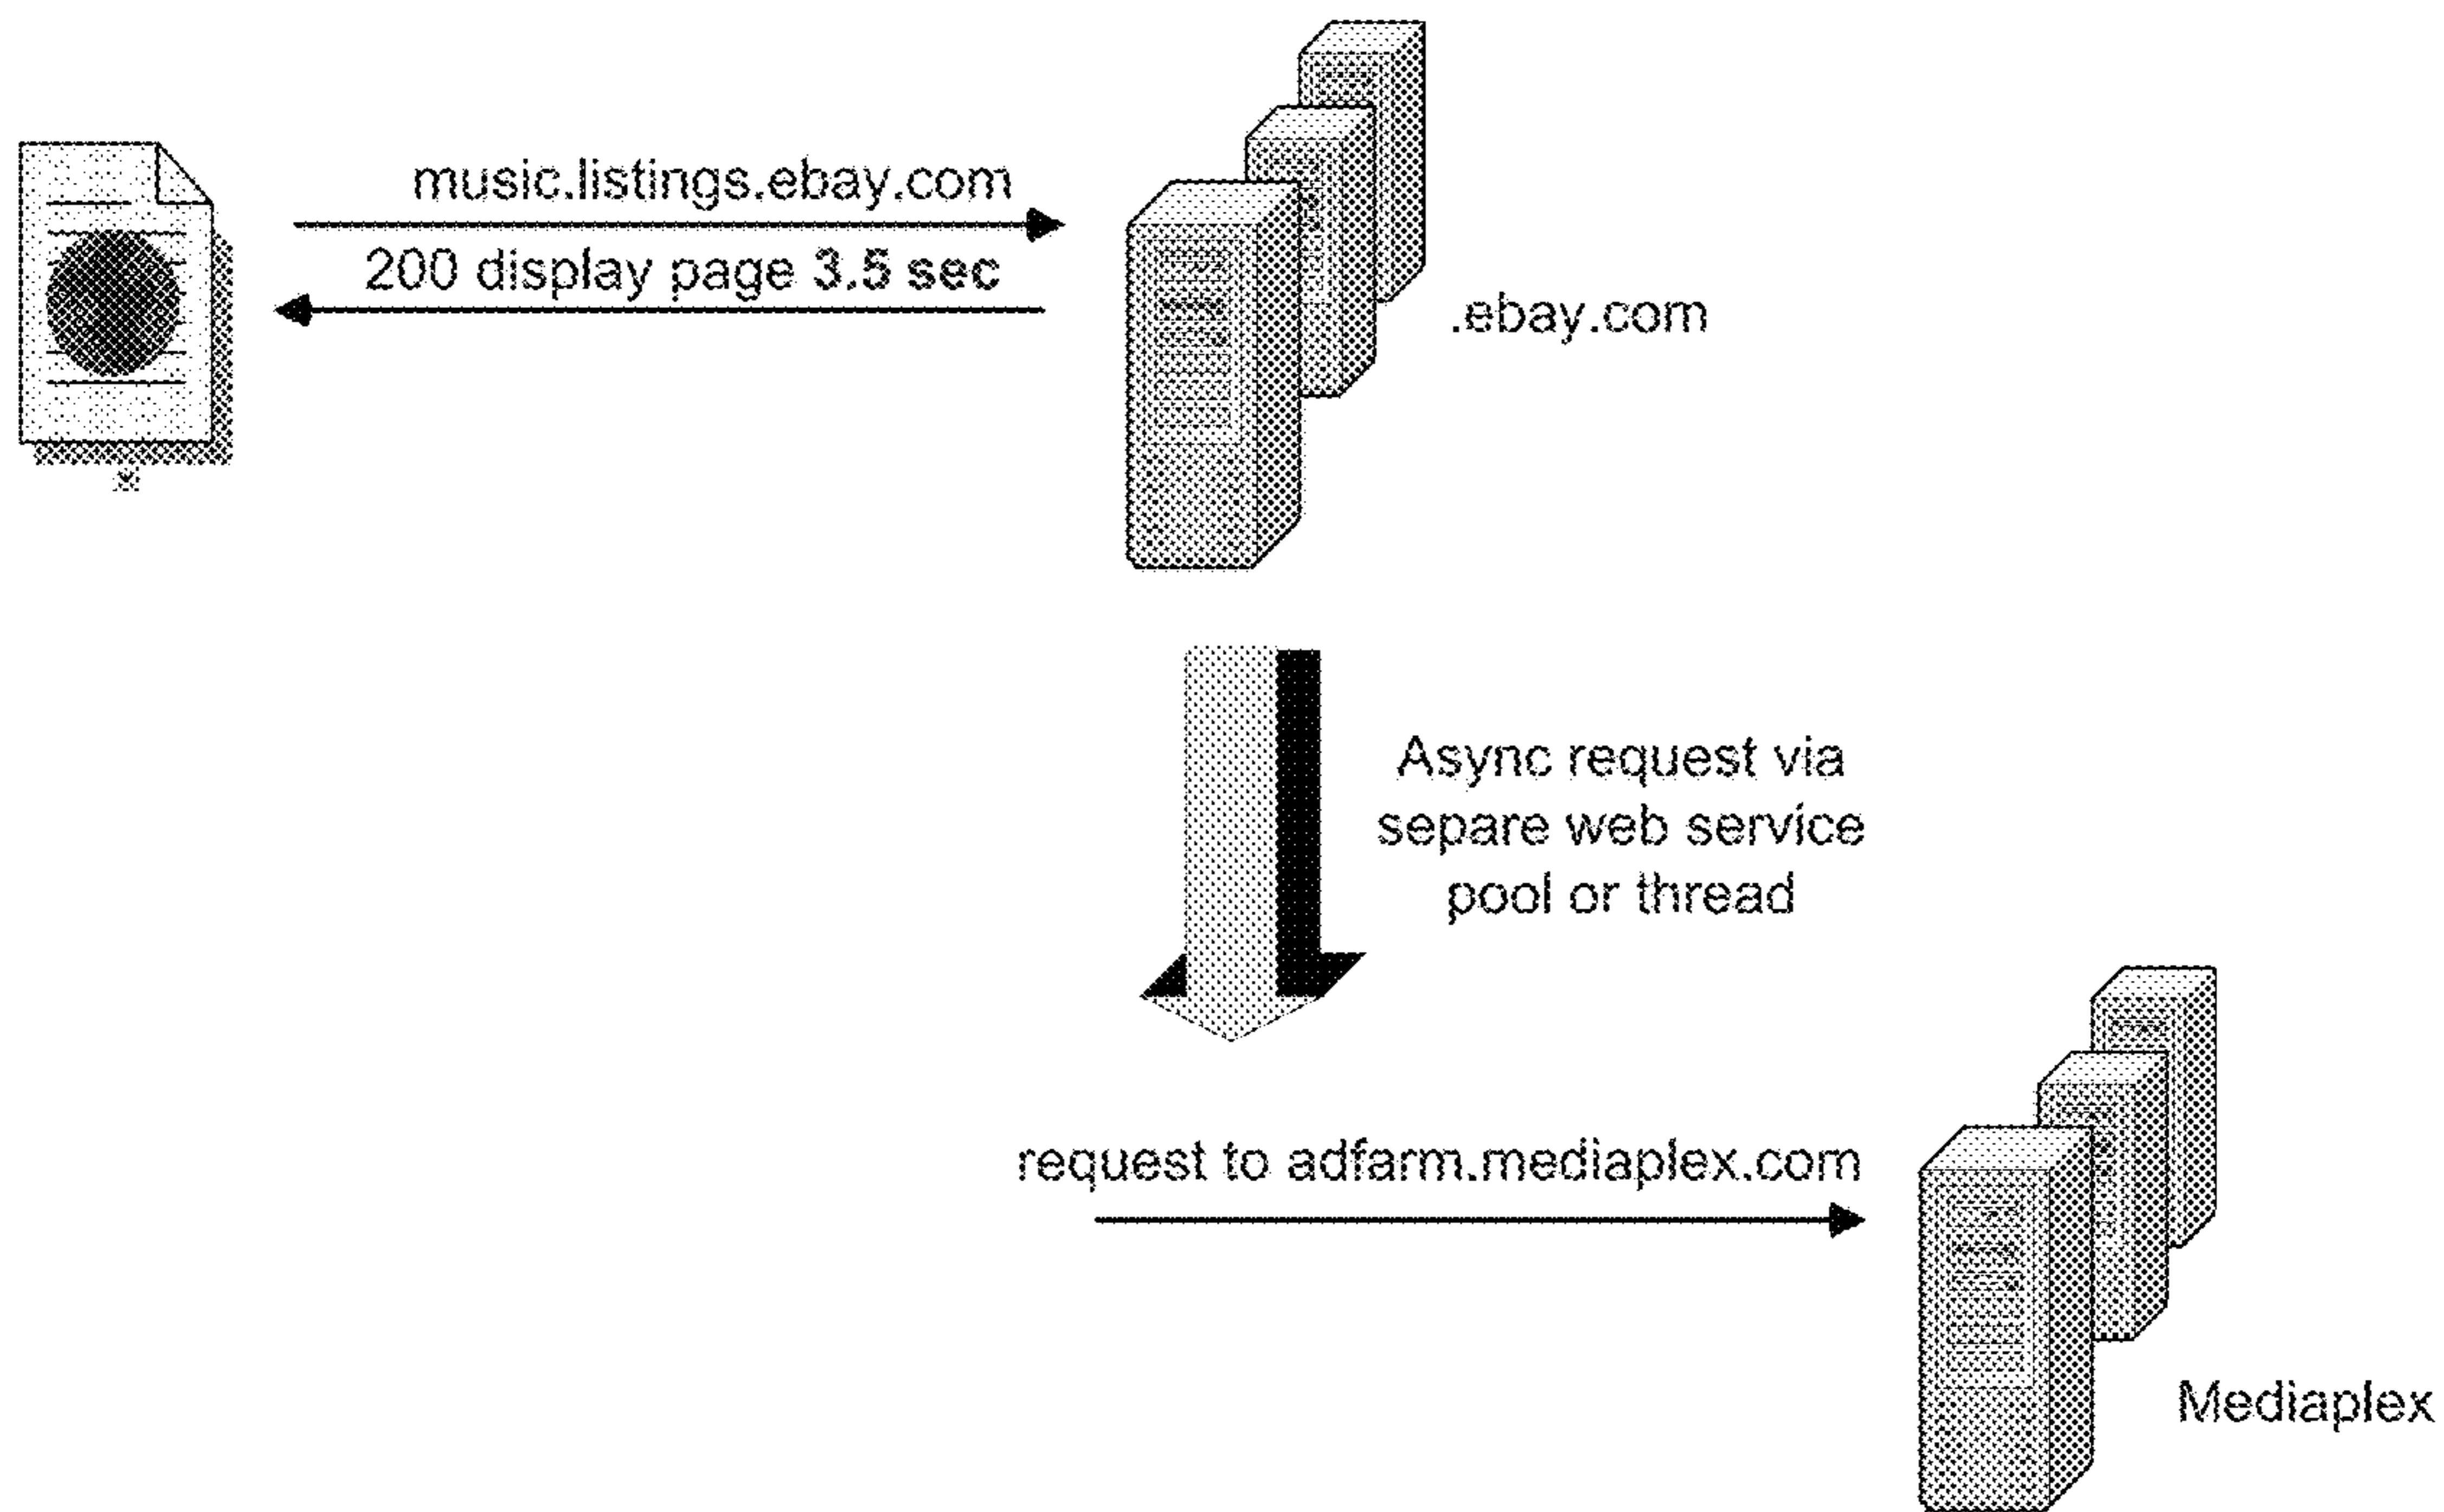 music.listings.ebay.com
200 display page 3.5 sec
.ebay.com
Async request via
separe web service
pool or thread
request to adfarm.mediaplex.com
Mediaplex